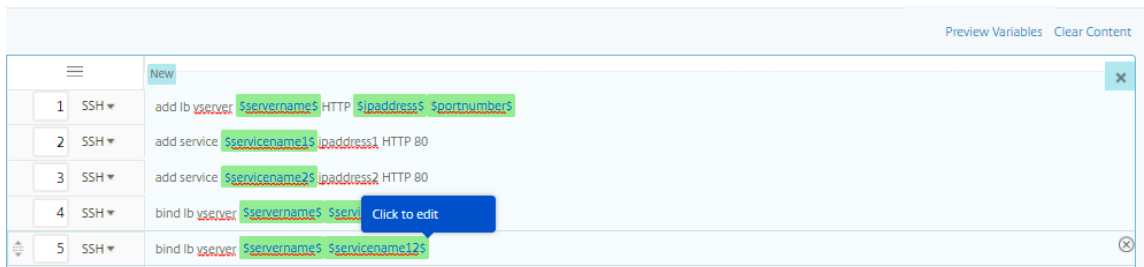 Preview Variables Clear Content
New
1 SSH add lb vserver $servername$ HTTP $ipaddress$ $portnumber$
2 SSH add service $servicename1$ ipaddress1 HTTP 80
3 SSH add service $servicename2$ ipaddress2 HTTP 80
4 SSH bind lb vserver $servername$ Click to edit
5 SSH bind lb vserver $servername$ $servicename12$